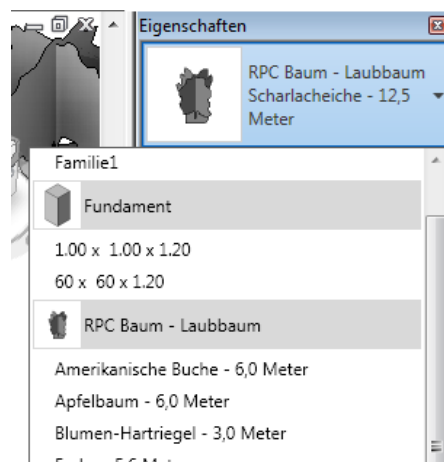 Eigenschaften
RPC Baum - Laubbaum
Scharlacheiche - 12,5
Meter
Familie1
Fundament
1.00 x 1.00 x 1.20
60 x 60 x 1.20
RPC Baum - Laubbaum
Amerikanische Buche - 6,0 Meter
Apfelbaum - 6,0 Meter
Blumen-Hartriegel - 3,0 Meter